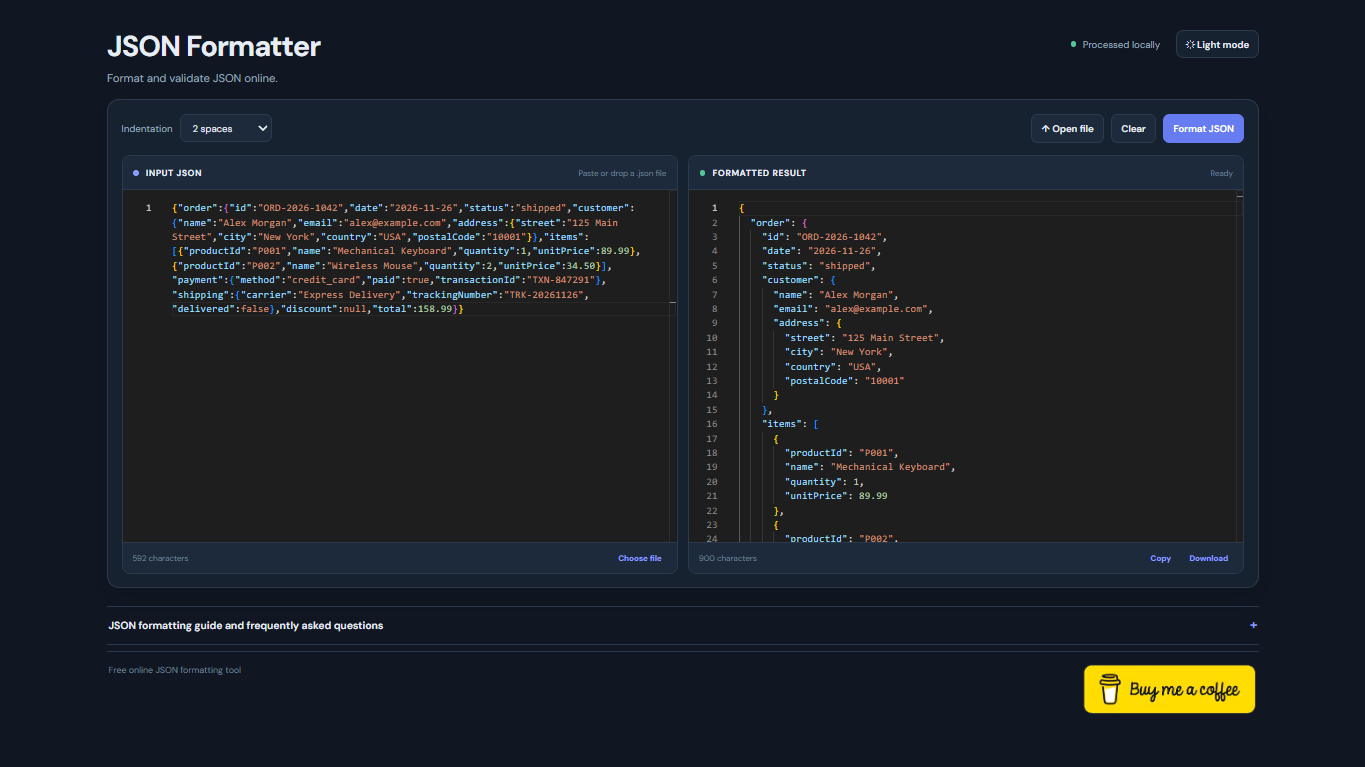 JSON Formatter
Processed locally
Light mode
Format and validate JSON online.
Indentation
2 spaces
Open file
Clear
Format JSON
INPUT JSON
Paste or drop a .json file
1
{"order":{"id":"ORD-2026-1042","date":"2026-11-26","status":"shipped","customer":
{"name":"Alex Morgan","email":"alex@example.com","address":{"street":"125 Main
Street","city":"New York","country":"USA","postalCode":"10001"}},"items":
[{"productId":"P001","name":"Mechanical Keyboard","quantity":1,"unitPrice":89.99},
{"productId":"P002","name":"Wireless Mouse","quantity":2,"unitPrice":34.50}],
"payment":{"method":"credit_card","paid":true,"transactionId":"TXN-847291"},
"shipping":{"carrier":"Express Delivery","trackingNumber":"TRK-20261126",
"delivered":false},"discount":null,"total":158.99}}
592 characters
Choose file
FORMATTED RESULT
Ready
1 {
2 "order": {
3 "id": "ORD-2026-1042",
4 "date": "2026-11-26",
5 "status": "shipped",
6 "customer": {
7 "name": "Alex Morgan",
8 "email": "alex@example.com",
9 "address": {
10 "street": "125 Main Street",
11 "city": "New York",
12 "country": "USA",
13 "postalCode": "10001"
14 }
15 },
16 "items": [
17 {
18 "productId": "P001",
19 "name": "Mechanical Keyboard",
20 "quantity": 1,
21 "unitPrice": 89.99
22 },
23 {
24 "productId": "P002",
900 characters
Copy
Download
JSON formatting guide and frequently asked questions
+
Free online JSON formatting tool
Buy me a coffee